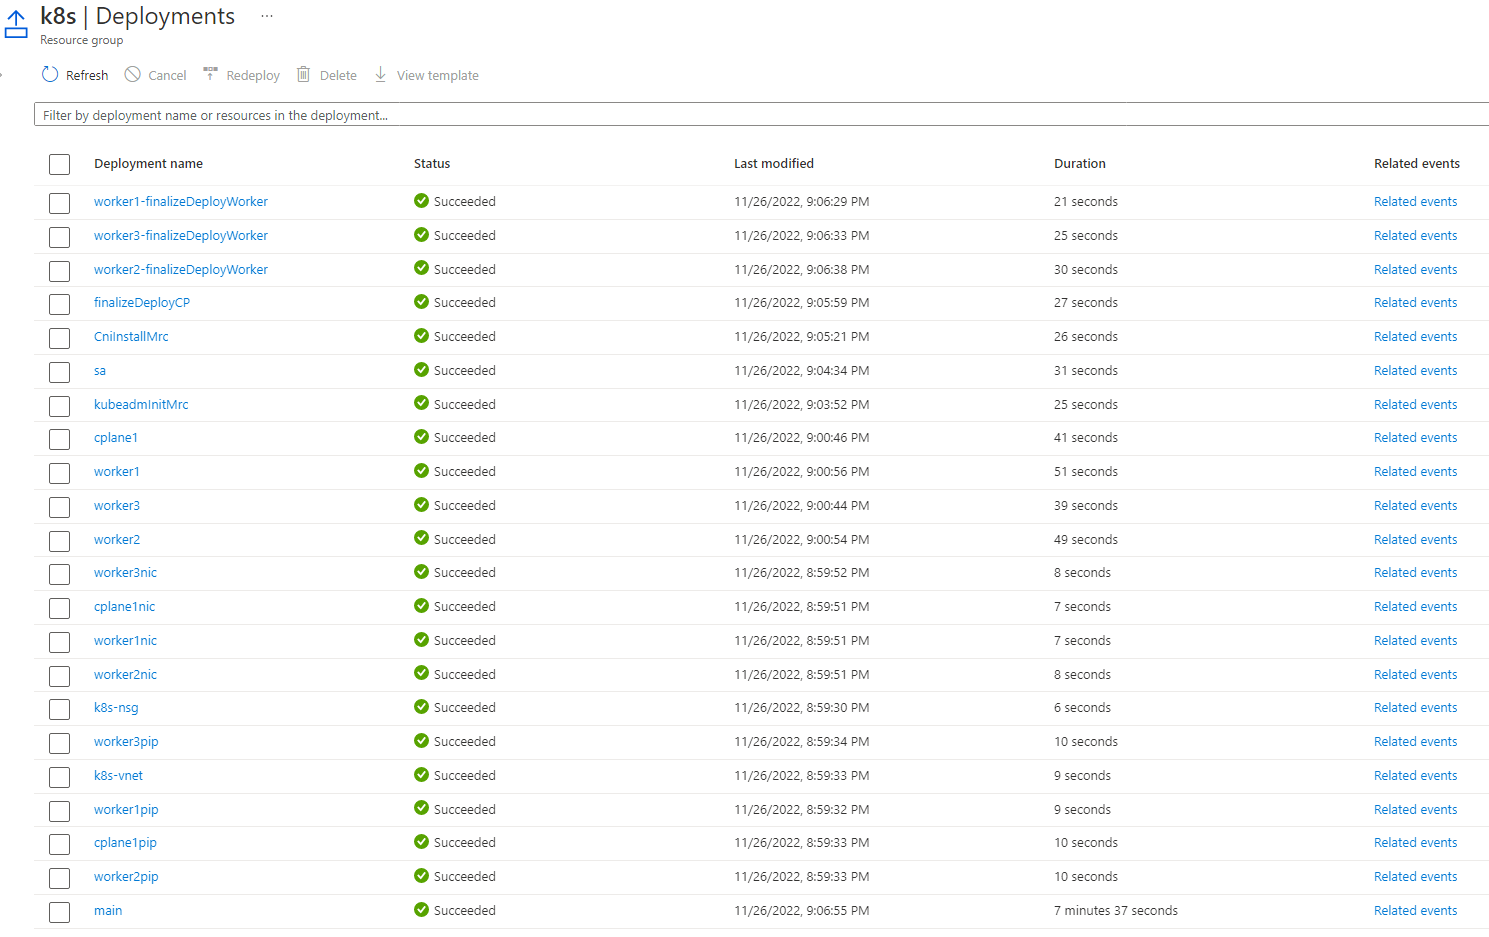 k8s | Deployments ...
Resource group
Refresh Cancel Redeploy Delete View template
Filter by deployment name or resources in the deployment...
Deployment name Status Last modified Duration Related events
worker1-finalizeDeployWorker Succeeded 11/26/2022, 9:06:29 PM 21 seconds Related events
worker3-finalizeDeployWorker Succeeded 11/26/2022, 9:06:33 PM 25 seconds Related events
worker2-finalizeDeployWorker Succeeded 11/26/2022, 9:06:38 PM 30 seconds Related events
finalizeDeployCP Succeeded 11/26/2022, 9:05:59 PM 27 seconds Related events
CniInstallMrc Succeeded 11/26/2022, 9:05:21 PM 26 seconds Related events
sa Succeeded 11/26/2022, 9:04:34 PM 31 seconds Related events
kubeadmInitMrc Succeeded 11/26/2022, 9:03:52 PM 25 seconds Related events
cplane1 Succeeded 11/26/2022, 9:00:46 PM 41 seconds Related events
worker1 Succeeded 11/26/2022, 9:00:56 PM 51 seconds Related events
worker3 Succeeded 11/26/2022, 9:00:44 PM 39 seconds Related events
worker2 Succeeded 11/26/2022, 9:00:54 PM 49 seconds Related events
worker3nic Succeeded 11/26/2022, 8:59:52 PM 8 seconds Related events
cplane1nic Succeeded 11/26/2022, 8:59:51 PM 7 seconds Related events
worker1nic Succeeded 11/26/2022, 8:59:51 PM 7 seconds Related events
worker2nic Succeeded 11/26/2022, 8:59:51 PM 8 seconds Related events
k8s-nsg Succeeded 11/26/2022, 8:59:30 PM 6 seconds Related events
worker3pip Succeeded 11/26/2022, 8:59:34 PM 10 seconds Related events
k8s-vnet Succeeded 11/26/2022, 8:59:33 PM 9 seconds Related events
worker1pip Succeeded 11/26/2022, 8:59:32 PM 9 seconds Related events
cplane1pip Succeeded 11/26/2022, 8:59:33 PM 10 seconds Related events
worker2pip Succeeded 11/26/2022, 8:59:33 PM 10 seconds Related events
main Succeeded 11/26/2022, 9:06:55 PM 7 minutes 37 seconds Related events